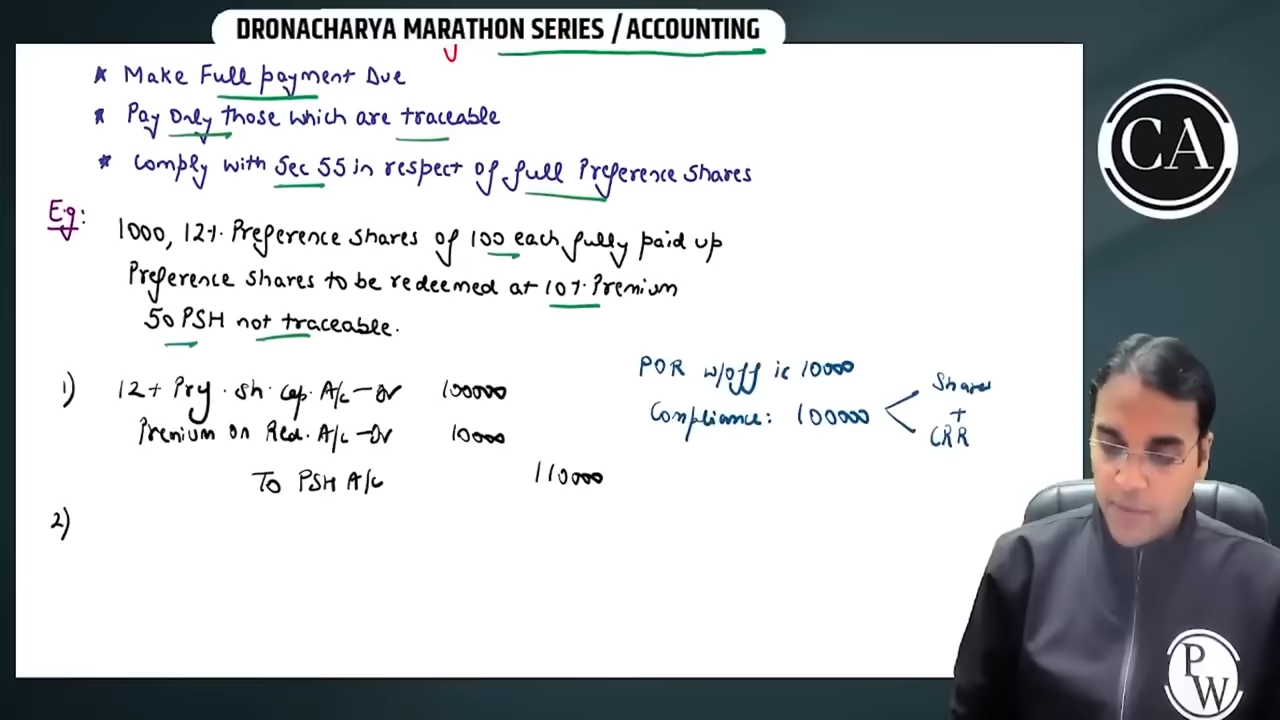 DRONACHARYA MARATHON SERIES / ACCOUNTING
* Make Full payment Due
* Pay Only those which are traceable
* Comply with Sec 55 in respect of full Preference Shares
Eg:
1000, 12% Preference shares of 100 each fully paid up
Preference shares to be redeemed at 10% Premium
50 PSH not traceable.
1) 12% Prf. sh. cap. A/c - Dr 100000
Premium on Red. A/c - Dr 10000
To PSH A/c 110000
2)
POR w/off is 10000
Compliance: 100000
Shares
+
CRR
CA
PW